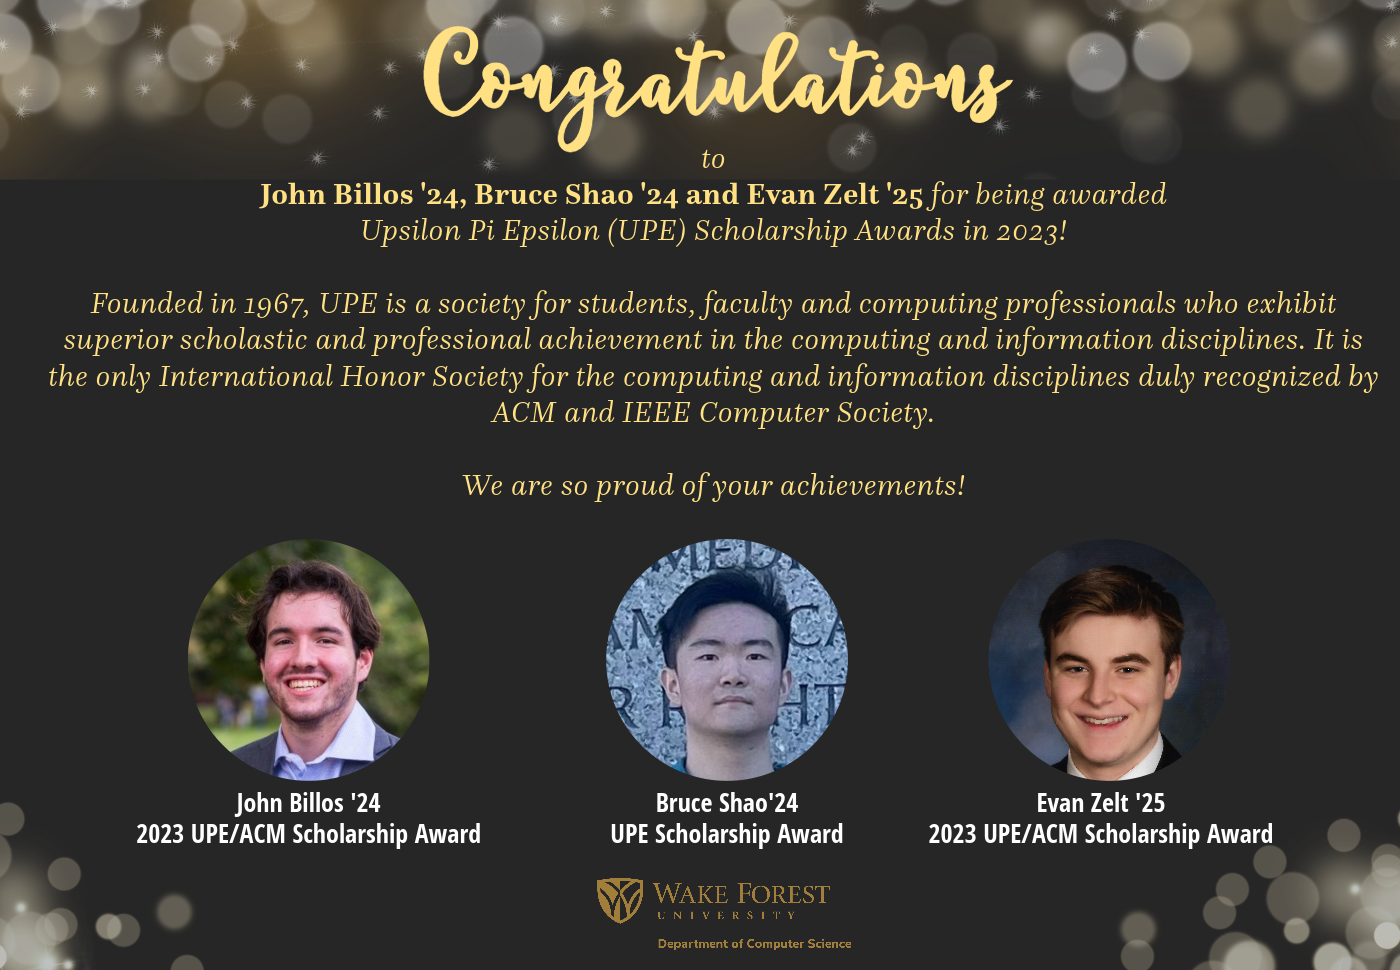 Congratulations
to
John Billos '24, Bruce Shao '24 and Evan Zelt '25 for being awarded
Upsilon Pi Epsilon (UPE) Scholarship Awards in 2023!
Founded in 1967, UPE is a society for students, faculty and computing professionals who exhibit
superior scholastic and professional achievement in the computing and information disciplines. It is
the only International Honor Society for the computing and information disciplines duly recognized by
ACM and IEEE Computer Society.
We are so proud of your achievements!
John Billos '24
2023 UPE/ACM Scholarship Award
Bruce Shao'24
UPE Scholarship Award
Evan Zelt '25
2023 UPE/ACM Scholarship Award
WAKE FOREST
UNIVERSITY
Department of Computer Science